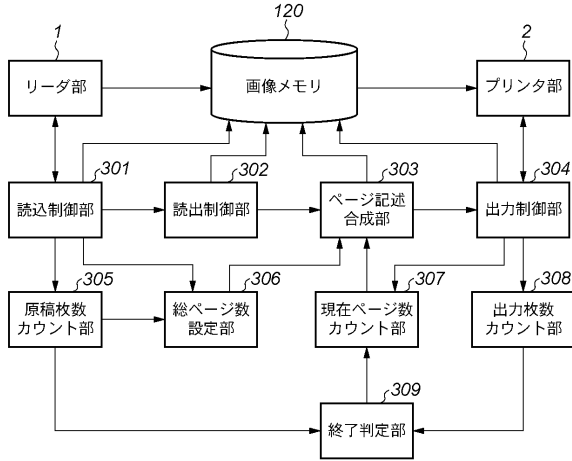 1
120
2
リーダ部
画像メモリ
プリンタ部
301
302
303
304
読込制御部
読出制御部
ページ記述
合成部
出力制御部
305
306
307
308
原稿枚数
カウント部
総ページ数
設定部
現在ページ数
カウント部
出力枚数
カウント部
309
終了判定部